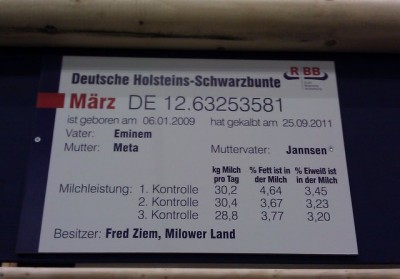 Deutsche Holsteins-Schwarzbunte
RBB
März DE 12.63253581
ist geboren am 06.01.2009 hat gekalbt am 25.09.2011
Vater: Eminem
Mutter: Meta Muttervater: Jannsen
kg Milch pro Tag % Fett ist in der Milch % Eiweiß ist in der Milch
Milchleistung: 1. Kontrolle 30,2 4,64 3,45
2. Kontrolle 30,4 3,67 3,23
3. Kontrolle 28,8 3,77 3,20
Besitzer: Fred Ziem, Milower Land